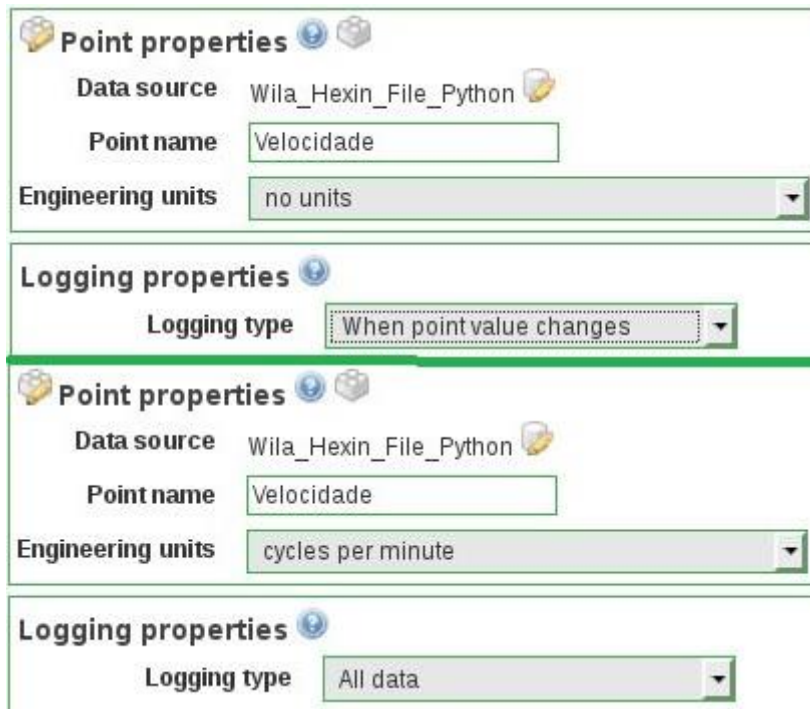 Point properties
Data source Wila_Hexin_File_Python
Point name Velocidade
Engineering units no units
Logging properties
Logging type When point value changes
Point properties
Data source Wila_Hexin_File_Python
Point name Velocidade
Engineering units cycles per minute
Logging properties
Logging type All data